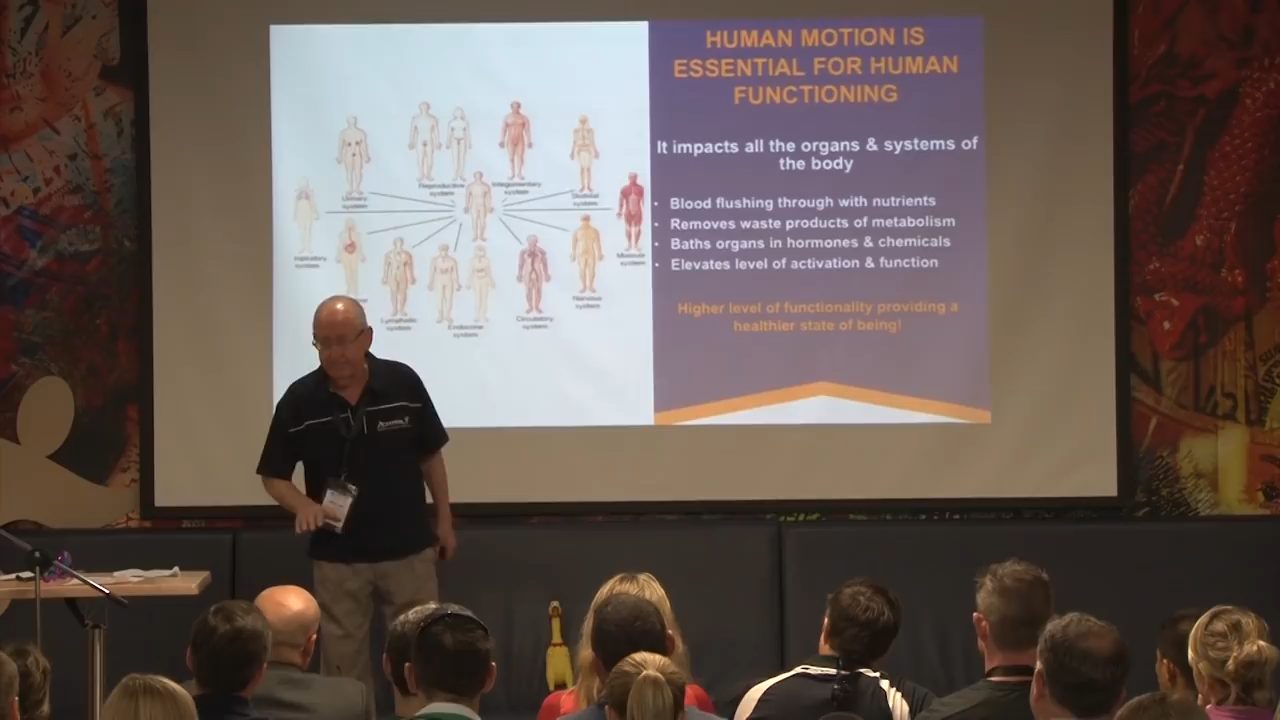 HUMAN MOTION IS
ESSENTIAL FOR HUMAN
FUNCTIONING
It impacts all the organs & systems of
the body
Blood flushing through with nutrients
Removes waste products of metabolism
Baths organs in hormones & chemicals
Elevates level of activation & function
Higher level of functionality providing a
healthier state of being!
Reproductive
system
Integumentary
system
Urinary
system
Skeletal
system
Muscular
system
system
Nervous
system
Lymphatic
system
Endocrine
system
Circulatory
system